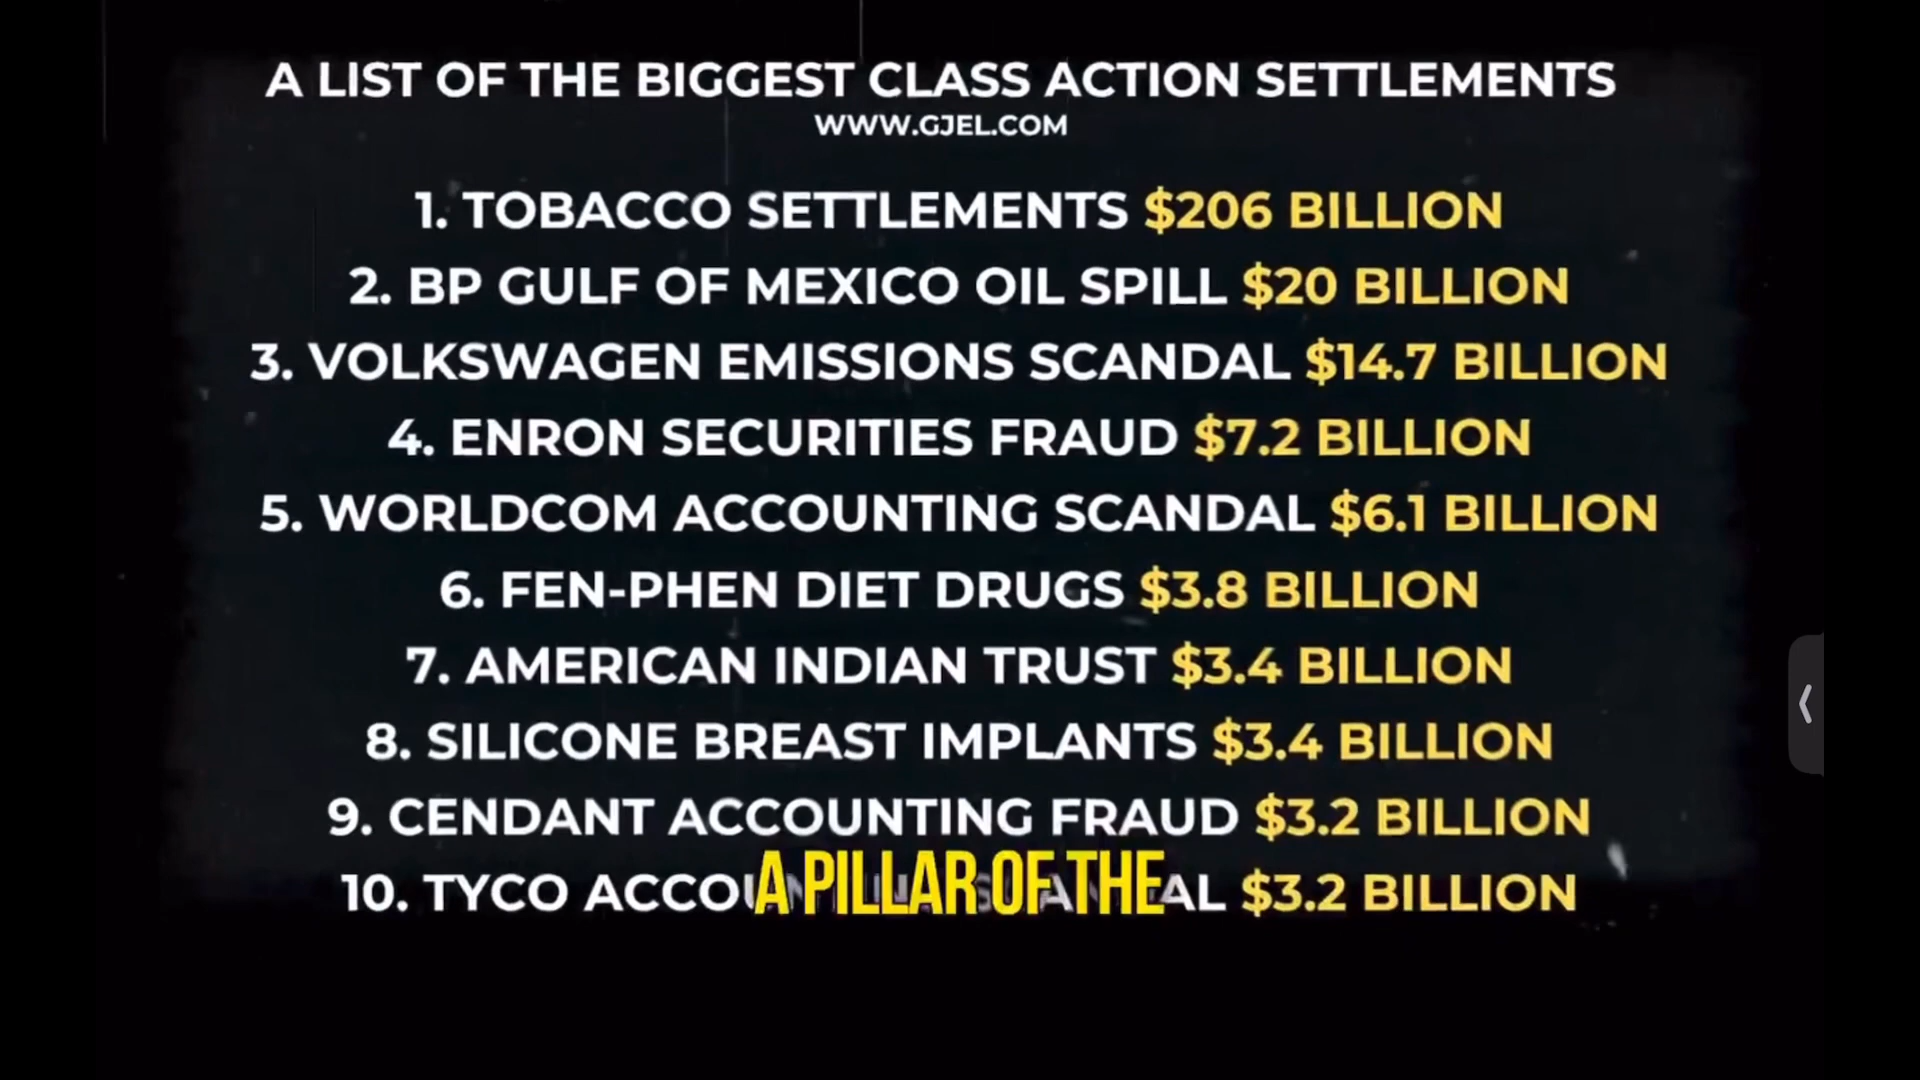 A LIST OF THE BIGGEST CLASS ACTION SETTLEMENTS
WWW.GJEL.COM
1. TOBACCO SETTLEMENTS $206 BILLION
2. BP GULF OF MEXICO OIL SPILL $20 BILLION
3. VOLKSWAGEN EMISSIONS SCANDAL $14.7 BILLION
4. ENRON SECURITIES FRAUD $7.2 BILLION
5. WORLDCOM ACCOUNTING SCANDAL $6.1 BILLION
6. FEN-PHEN DIET DRUGS $3.8 BILLION
7. AMERICAN INDIAN TRUST $3.4 BILLION
8. SILICONE BREAST IMPLANTS $3.4 BILLION
9. CENDANT ACCOUNTING FRAUD $3.2 BILLION
10. TYCO $3.2 BILLION
A PILLAR OF THE